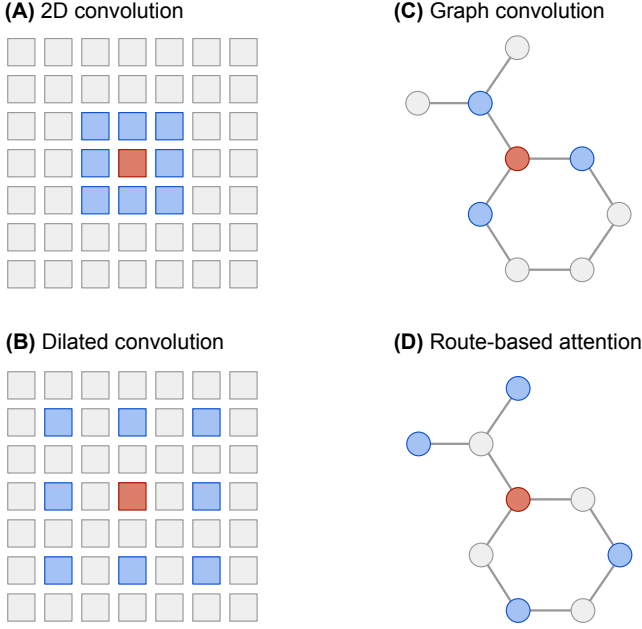 (A) 2D convolution
(C) Graph convolution
(B) Dilated convolution
(D) Route-based attention